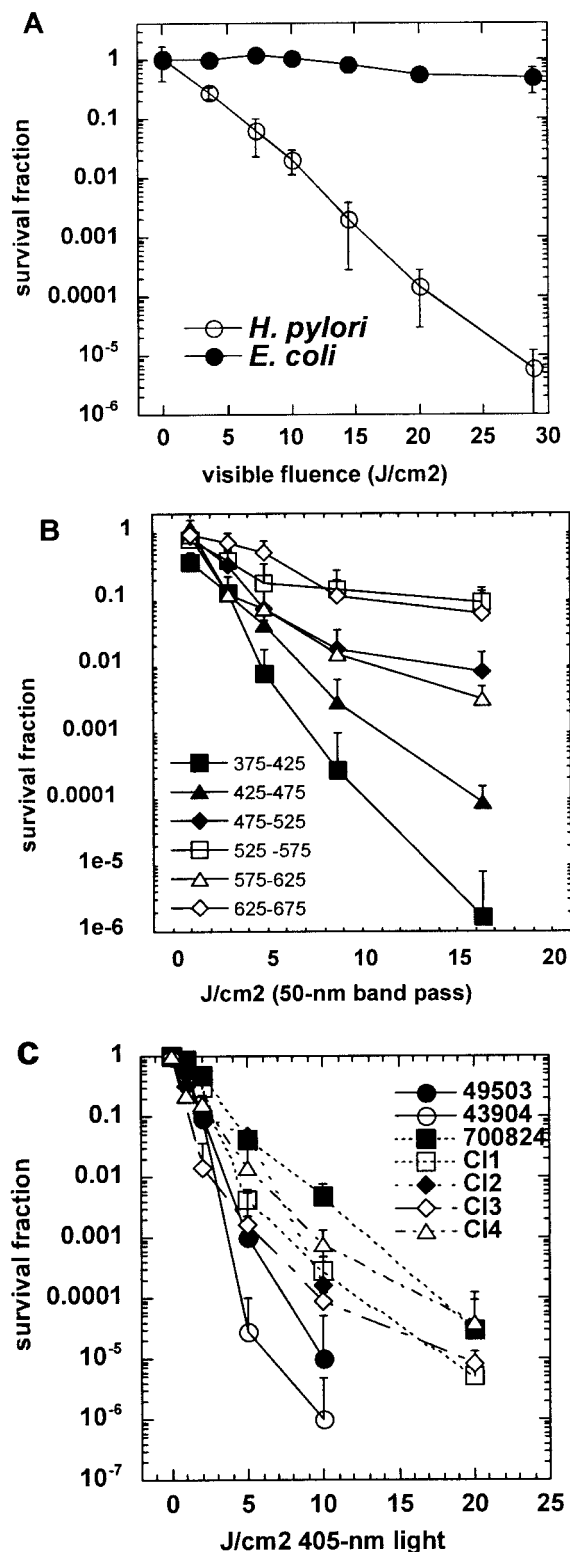 A
survival fraction
1
0.1
0.01
0.001
0.0001
10-5
10-6
H. pylori
E. coli
0 5 10 15 20 25 30
visible fluence (J/cm2)
B
survival fraction
1
0.1
0.01
0.001
0.0001
1e-5
1e-6
375-425
425-475
475-525
525 -575
575-625
625-675
0 5 10 15 20
J/cm2 (50-nm band pass)
C
survival fraction
1
0.1
0.01
0.001
0.0001
10-5
10-6
10-7
49503
43904
700824
Cl1
Cl2
Cl3
Cl4
0 5 10 15 20 25
J/cm2 405-nm light